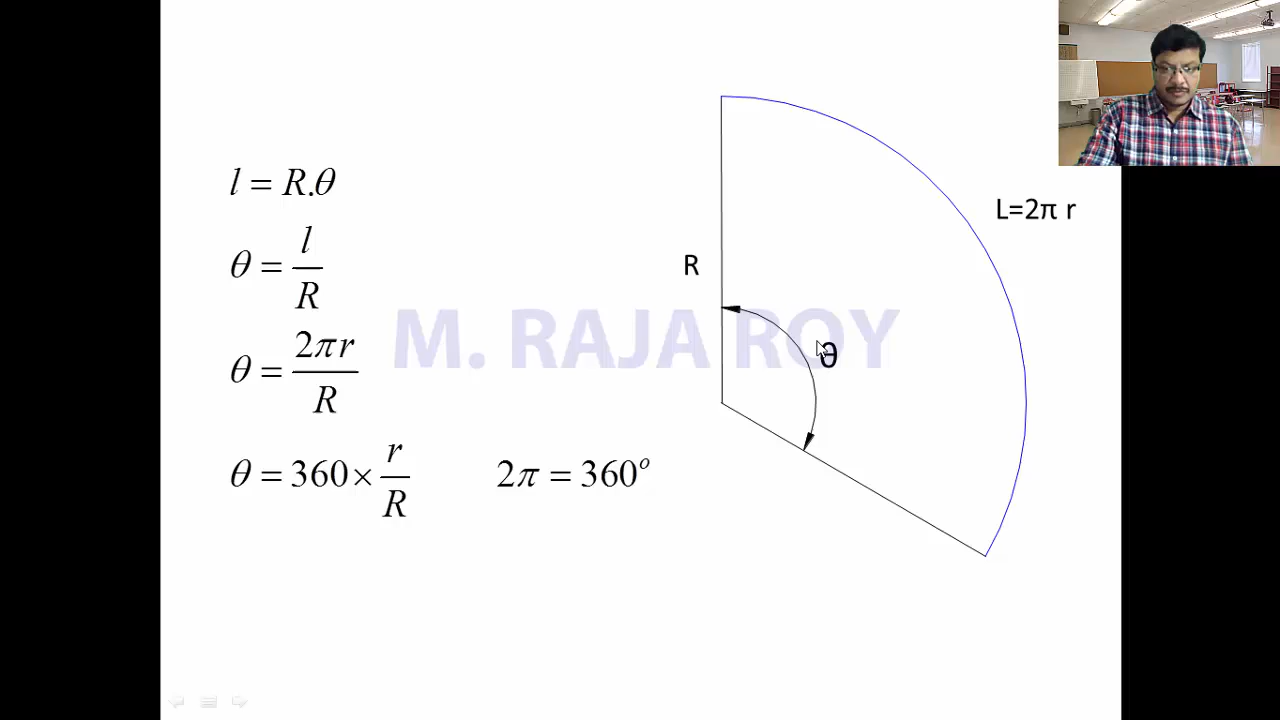 l = R.θ
θ = l/R
θ = 2πr/R
θ = 360 × r/R
2π = 360°
M. RAJA ROY
R
θ
L=2π r